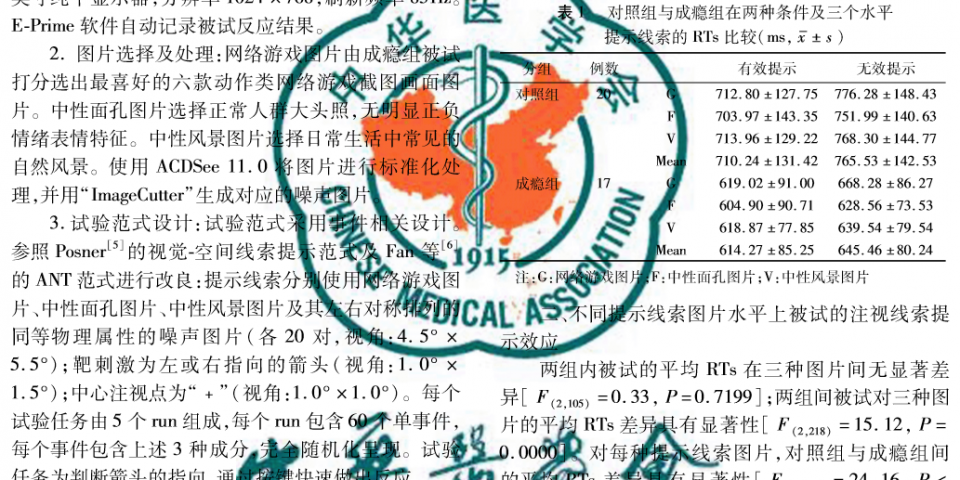 类寻纯平显示器,分辨率1024×768,刷新频率85Hz。
E-Prime 软件自动记录被试反应结果。
2. 图片选择及处理:网络游戏图片由成瘾组被试
打分选出最喜好的六款动作类网络游戏截图画面图
片。中性面孔图片选择正常人群大头照,无明显正负
情绪表情特征。中性风景图片选择日常生活中常见的
自然风景。使用 ACDSee 11.0 将图片进行标准化处
理,并用“ImageCutter”生成对应的噪声图片。
3. 试验范式设计:试验范式采用事件相关设计。
参照 Posner[5]的视觉-空间线索提示范式及 Fan 等[6]
的 ANT 范式进行改良:提示线索分别使用网络游戏图
片、中性面孔图片、中性风景图片及其左右对称排列的
同等物理属性的噪声图片(各 20 对,视角:4.5°×
5.5°);靶刺激为左或右指向的箭头(视角:1.0°×
1.5°);中心注视点为“+”(视角:1.0°×1.0°)。每个
试验任务由 5 个 run 组成,每个 run 包含 60 个单事件,
每个事件包含上述 3 种成分,完全随机化呈现。试验
任务为判断箭头的指向,通过按键快速做出反应。
表 1 对照组与成瘾组在两种条件及三个水平
提示线索的 RTs 比较(ms, x̄ ± s)
分组 例数 有效提示 无效提示
对照组 20 G 712.80 ±127.75 776.28 ±148.43
F 703.97 ±143.35 751.99 ±140.63
V 713.96 ±129.22 768.30 ±144.77
Mean 710.24 ±131.42 765.53 ±142.53
成瘾组 17 G 619.02 ±91.00 668.28 ±86.27
F 604.90 ±90.71 628.56 ±73.53
V 618.87 ±77.85 639.54 ±79.54
Mean 614.27 ±85.25 645.46 ±80.24
注:G:网络游戏图片;F:中性面孔图片;V:中性风景图片
、不同提示线索图片水平上被试的注视线索提
示效应
两组内被试的平均 RTs 在三种图片间无显著差
异[ F(2,105) =0.33, P=0.7199];两组间被试对三种图
片的平均 RTs 差异具有显著性[ F(2,218) =15.12, P=
0.0000]。对每种提示线索图片,对照组与成瘾组间
的平均 RTs 差异具有显著性[ F =24.16, P<
中华医学会
CHINESE MEDICAL ASSOCIATION
1915